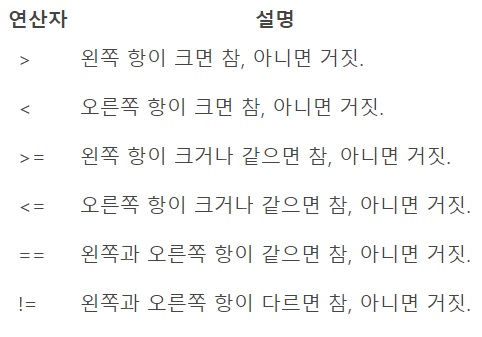 연산자 설명
> 왼쪽 항이 크면 참, 아니면 거짓.
< 오른쪽 항이 크면 참, 아니면 거짓.
>= 왼쪽 항이 크거나 같으면 참, 아니면 거짓.
<= 오른쪽 항이 크거나 같으면 참, 아니면 거짓.
== 왼쪽과 오른쪽 항이 같으면 참, 아니면 거짓.
!= 왼쪽과 오른쪽 항이 다르면 참, 아니면 거짓.